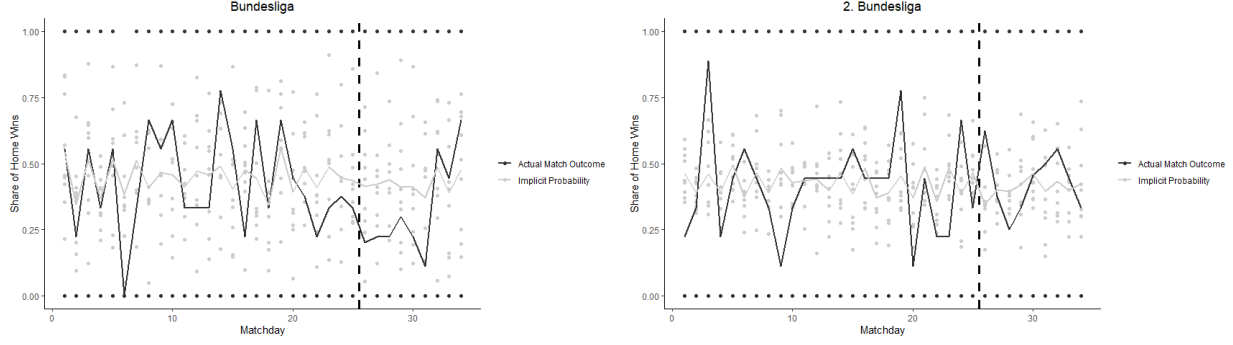 Bundesliga
1.00
0.75
0.50
0.25
0.00
Share of Home Wins
0
10
20
30
Matchday
Actual Match Outcome
Implicit Probability
2. Bundesliga
1.00
0.75
0.50
0.25
0.00
Share of Home Wins
0
10
20
30
Matchday
Actual Match Outcome
Implicit Probability